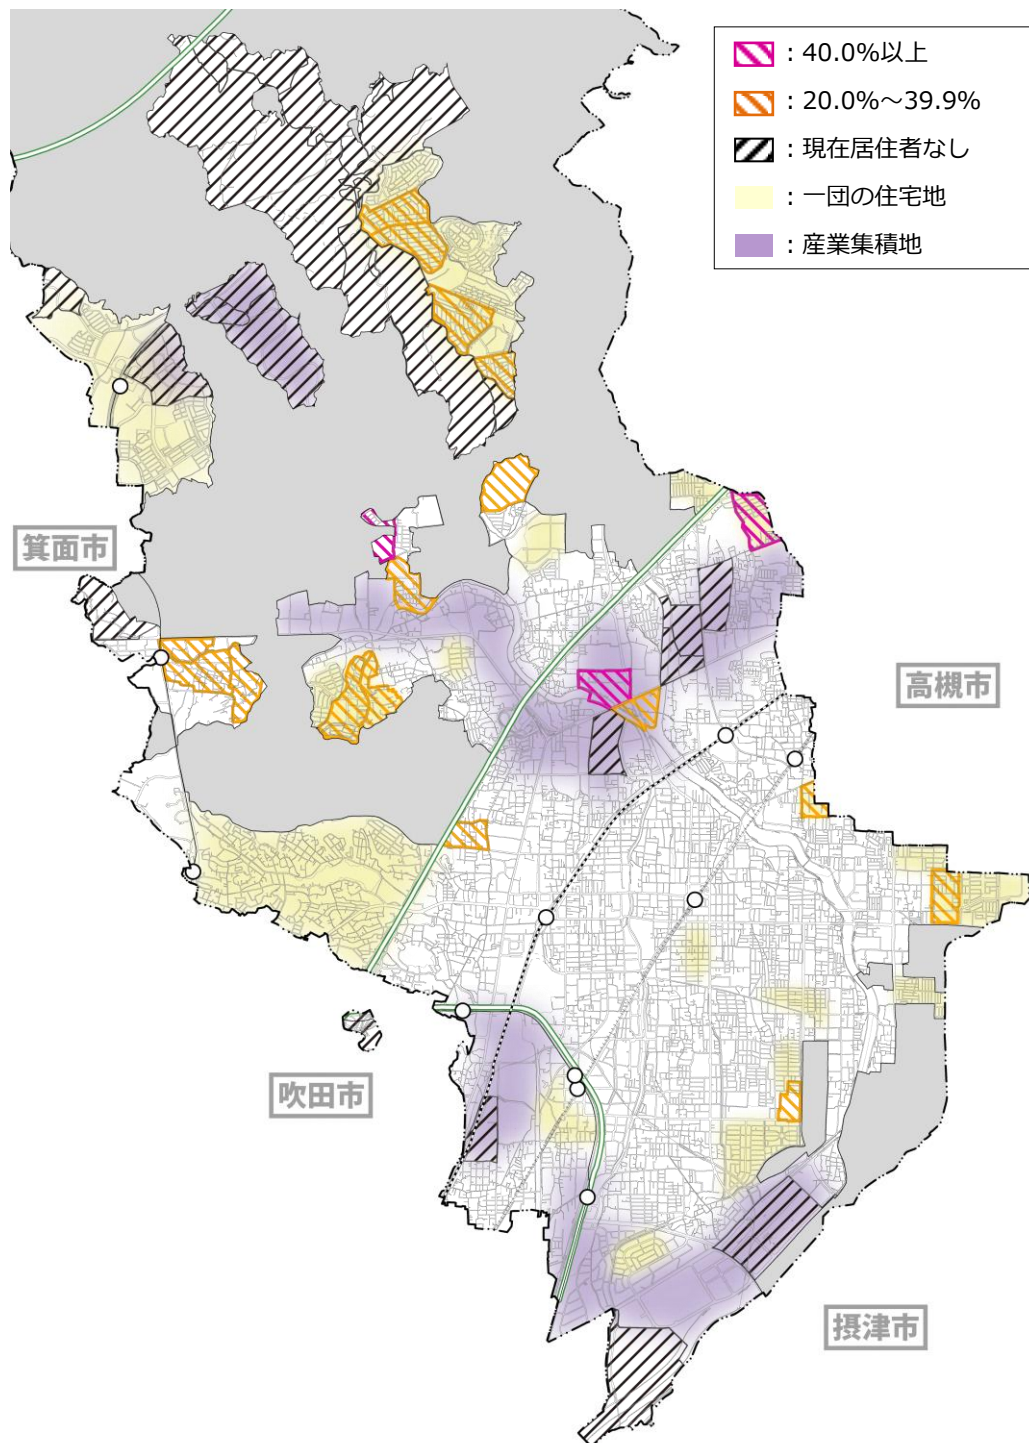 ：40.0%以上
：20.0%～39.9%
：現在居住者なし
：一団の住宅地
：産業集積地
箕面市
高槻市
吹田市
摂津市